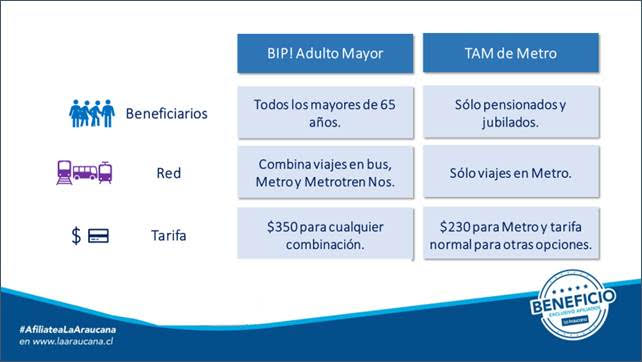 BIP! Adulto Mayor
TAM de Metro
Beneficiarios
Todos los mayores de 65
años.
Sólo pensionados y
jubilados.
Red
Combina viajes en bus,
Metro y Metrotren Nos.
Sólo viajes en Metro.
$
Tarifa
$350 para cualquier
combinación.
$230 para Metro y tarifa
normal para otras opciones.
#AfiliateaLaAraucana
en www.laaraucana.cl
BENEFICIO
EXCLUSIVO AFILIADOS
La Araucana